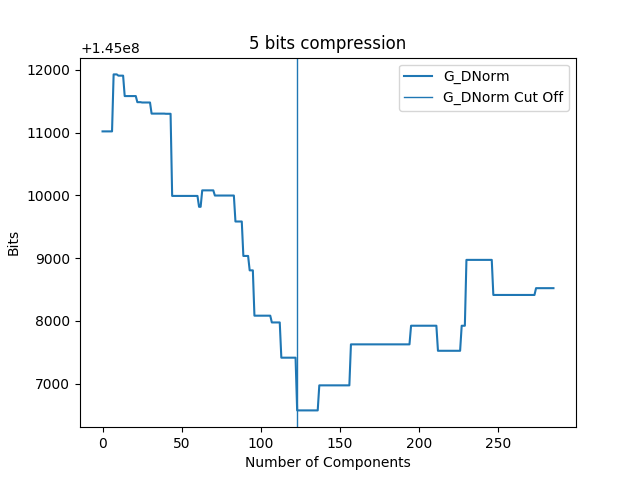 5 bits compression
+1.45e8
12000
11000
10000
9000
8000
7000
Bits
G_DNorm
G_DNorm Cut Off
0 50 100 150 200 250
Number of Components